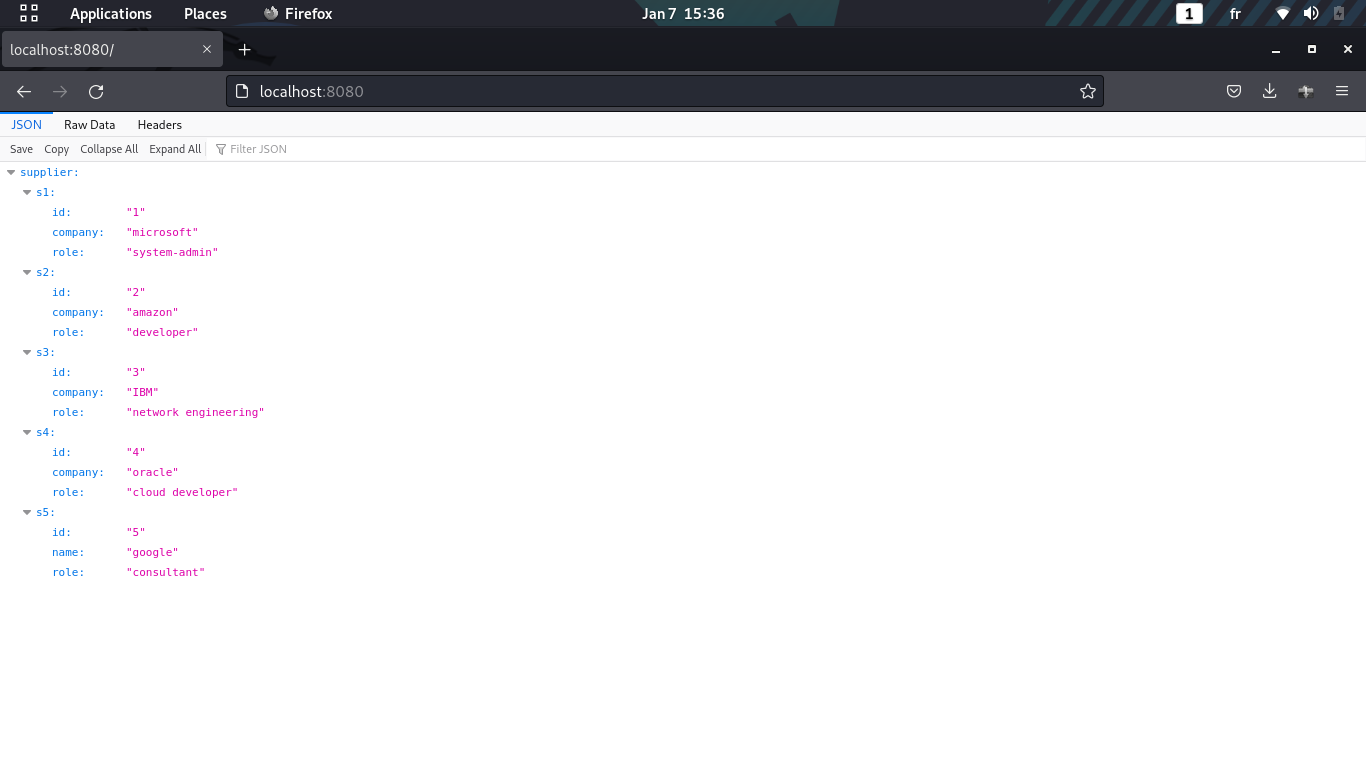 Applications Places Firefox Jan 7 15:36 1 fr
localhost:8080/
localhost:8080
JSON Raw Data Headers
Save Copy Collapse All Expand All Filter JSON
supplier:
s1:
id: "1"
company: "microsoft"
role: "system-admin"
s2:
id: "2"
company: "amazon"
role: "developer"
s3:
id: "3"
company: "IBM"
role: "network engineering"
s4:
id: "4"
company: "oracle"
role: "cloud developer"
s5:
id: "5"
name: "google"
role: "consultant"